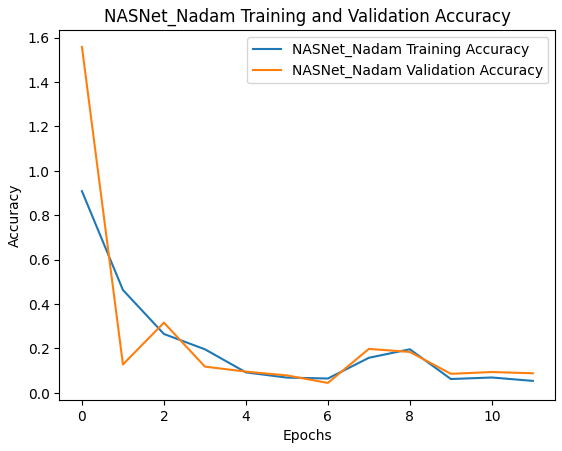 NASNet_Nadam Training and Validation Accuracy
NASNet_Nadam Training Accuracy
NASNet_Nadam Validation Accuracy
Accuracy
1.6
1.4
1.2
1.0
0.8
0.6
0.4
0.2
0.0
0 2 4 6 8 10
Epochs